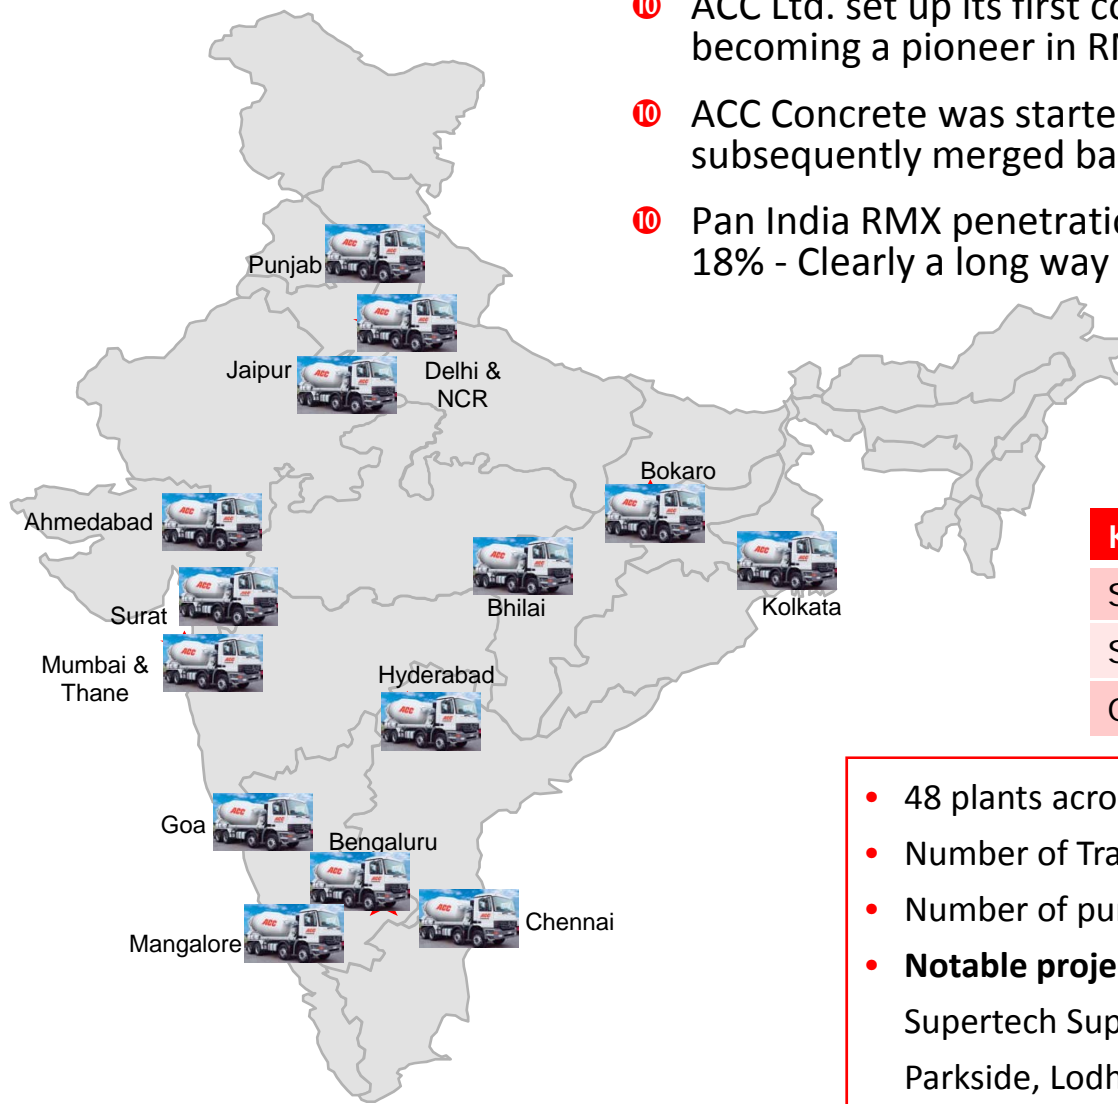 ACC Ltd. set up its first co
becoming a pioneer in RM
ACC Concrete was starte
subsequently merged ba
Pan India RMX penetratio
18% - Clearly a long way
Punjab
Jaipur
Delhi &
NCR
Bokaro
Ahmedabad
Bhilai
Kolkata
Surat
Mumbai &
Thane
Hyderabad
Goa
Bengaluru
Chennai
Mangalore
K
S
S
• 48 plants acro
• Number of Tra
• Number of pu
• Notable proje
Supertech Sup
Parkside, Lodh